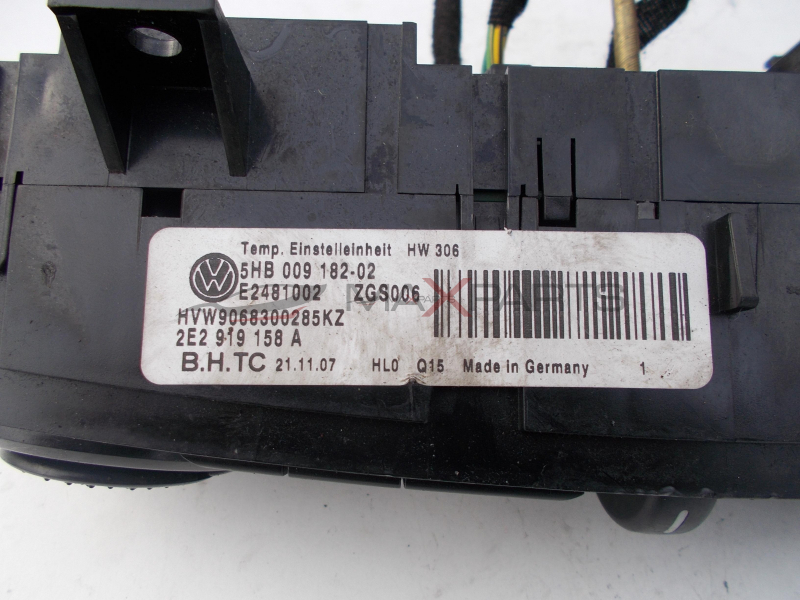 Temp. Einstelleinheit HW 306
5HB 009 182-02
E2481002 ZGS006
HVW9068300285KZ
2E2 919 158 A
B.H.TC 21.11.07 HL0 Q15 Made in Germany 1
MAXPARTS